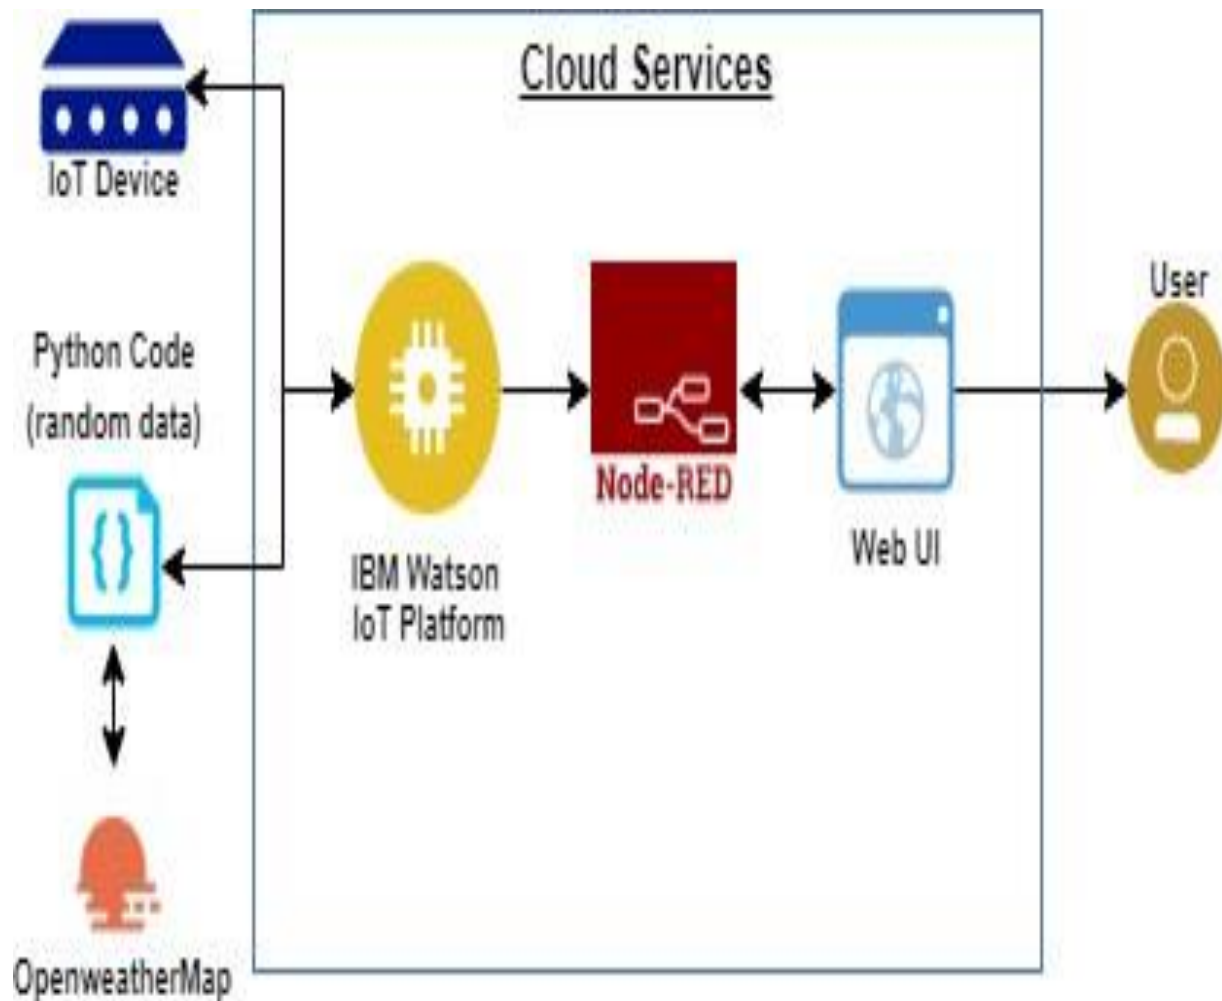 Cloud Services
IoT Device
User
Python Code
(random data)
Node-RED
Web UI
IBM Watson
IoT Platform
OpenweatherMap